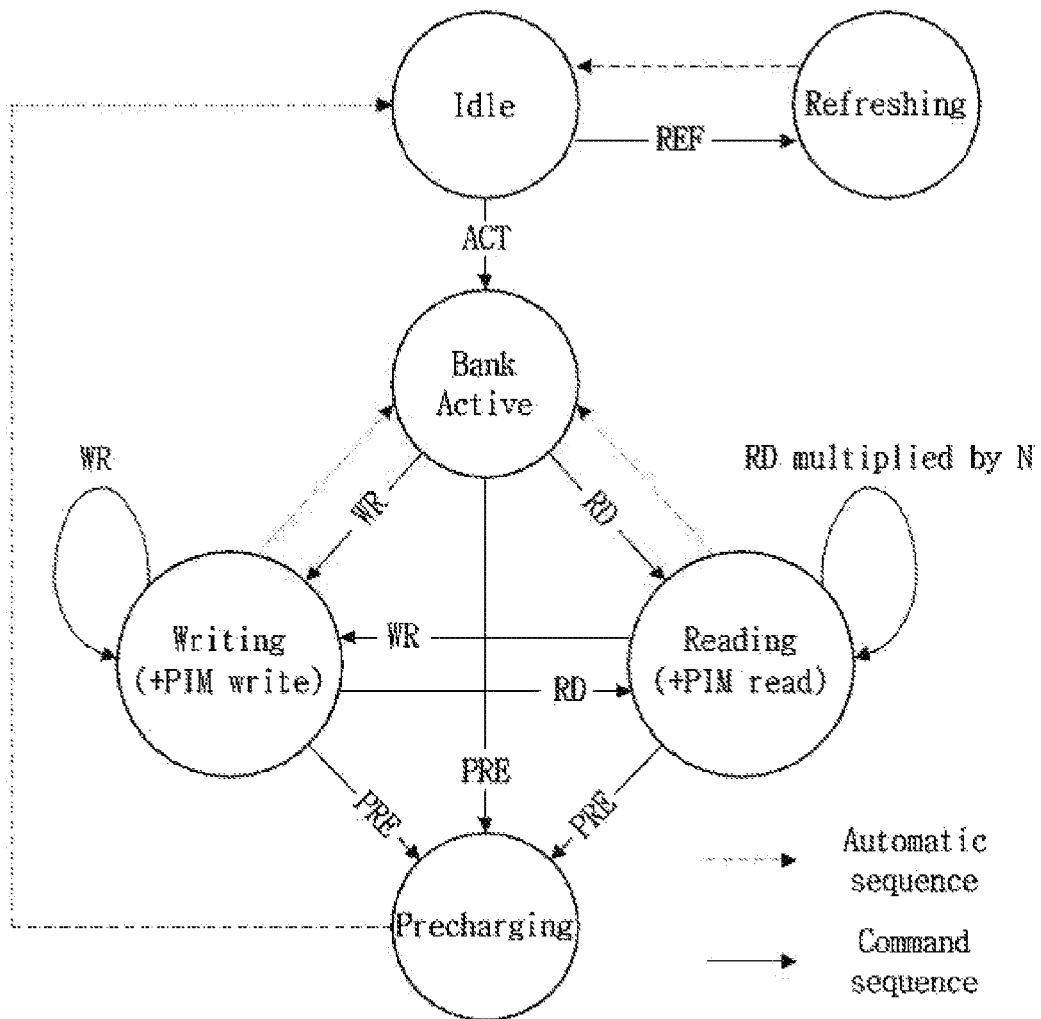 Idle
Refreshing
REF
ACT
Bank
Active
WR
RD multiplied by N
WR
RD
Writing
(+PIM write)
WR
RD
Reading
(+PIM read)
PRE
PRE
PRE
Precharging
Automatic
sequence
Command
sequence